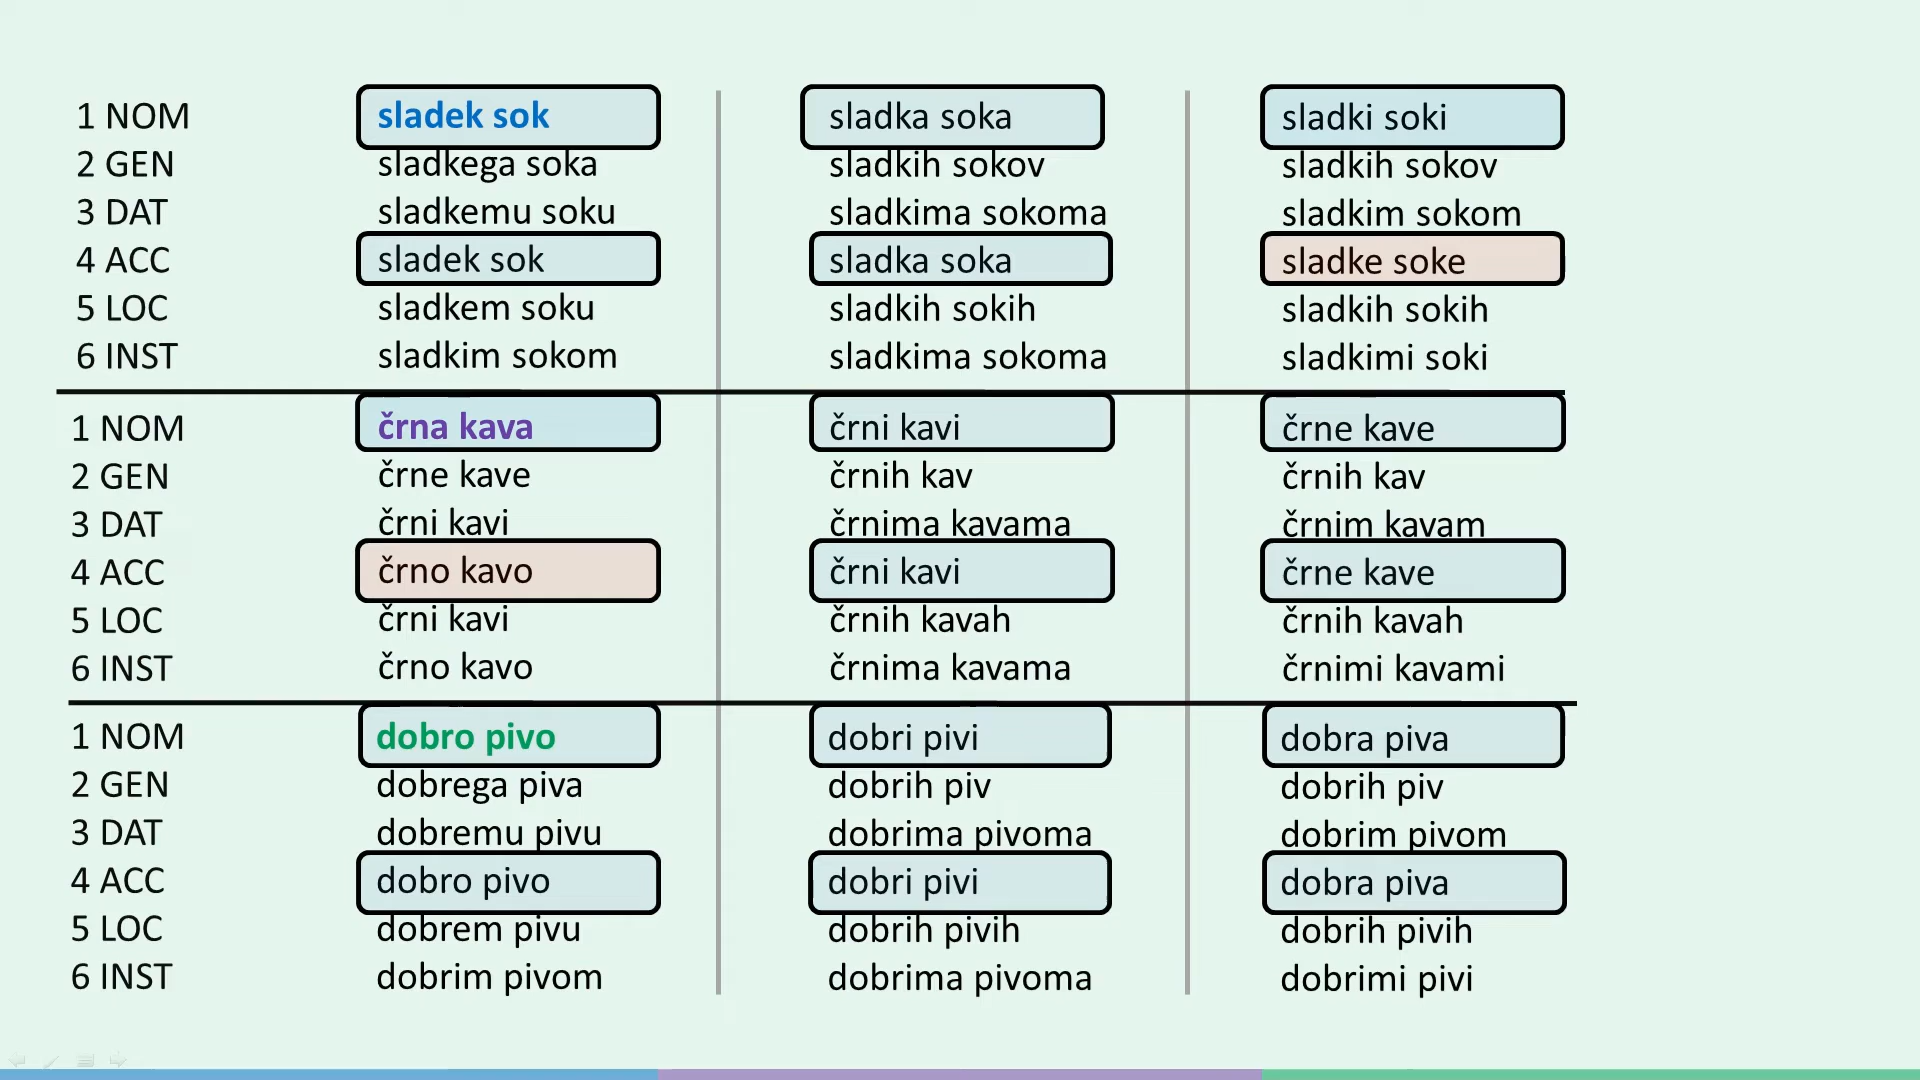 1 NOM sladek sok sladka soka sladki soki
2 GEN sladkega soka sladkih sokov sladkih sokov
3 DAT sladkemu soku sladkima sokoma sladkim sokom
4 ACC sladek sok sladka soka sladke soke
5 LOC sladkem soku sladkih sokih sladkih sokih
6 INST sladkim sokom sladkima sokoma sladkimi soki
1 NOM črna kava črni kavi črne kave
2 GEN črne kave črnih kav črnih kav
3 DAT črni kavi črnima kavama črnim kavam
4 ACC črno kavo črni kavi črne kave
5 LOC črni kavi črnih kavah črnih kavah
6 INST črno kavo črnima kavama črnimi kavami
1 NOM dobro pivo dobri pivi dobra piva
2 GEN dobrega piva dobrih piv dobrih piv
3 DAT dobremu pivu dobrima pivoma dobrim pivom
4 ACC dobro pivo dobri pivi dobra piva
5 LOC dobrem pivu dobrih pivih dobrih pivih
6 INST dobrim pivom dobrima pivoma dobrimi pivi